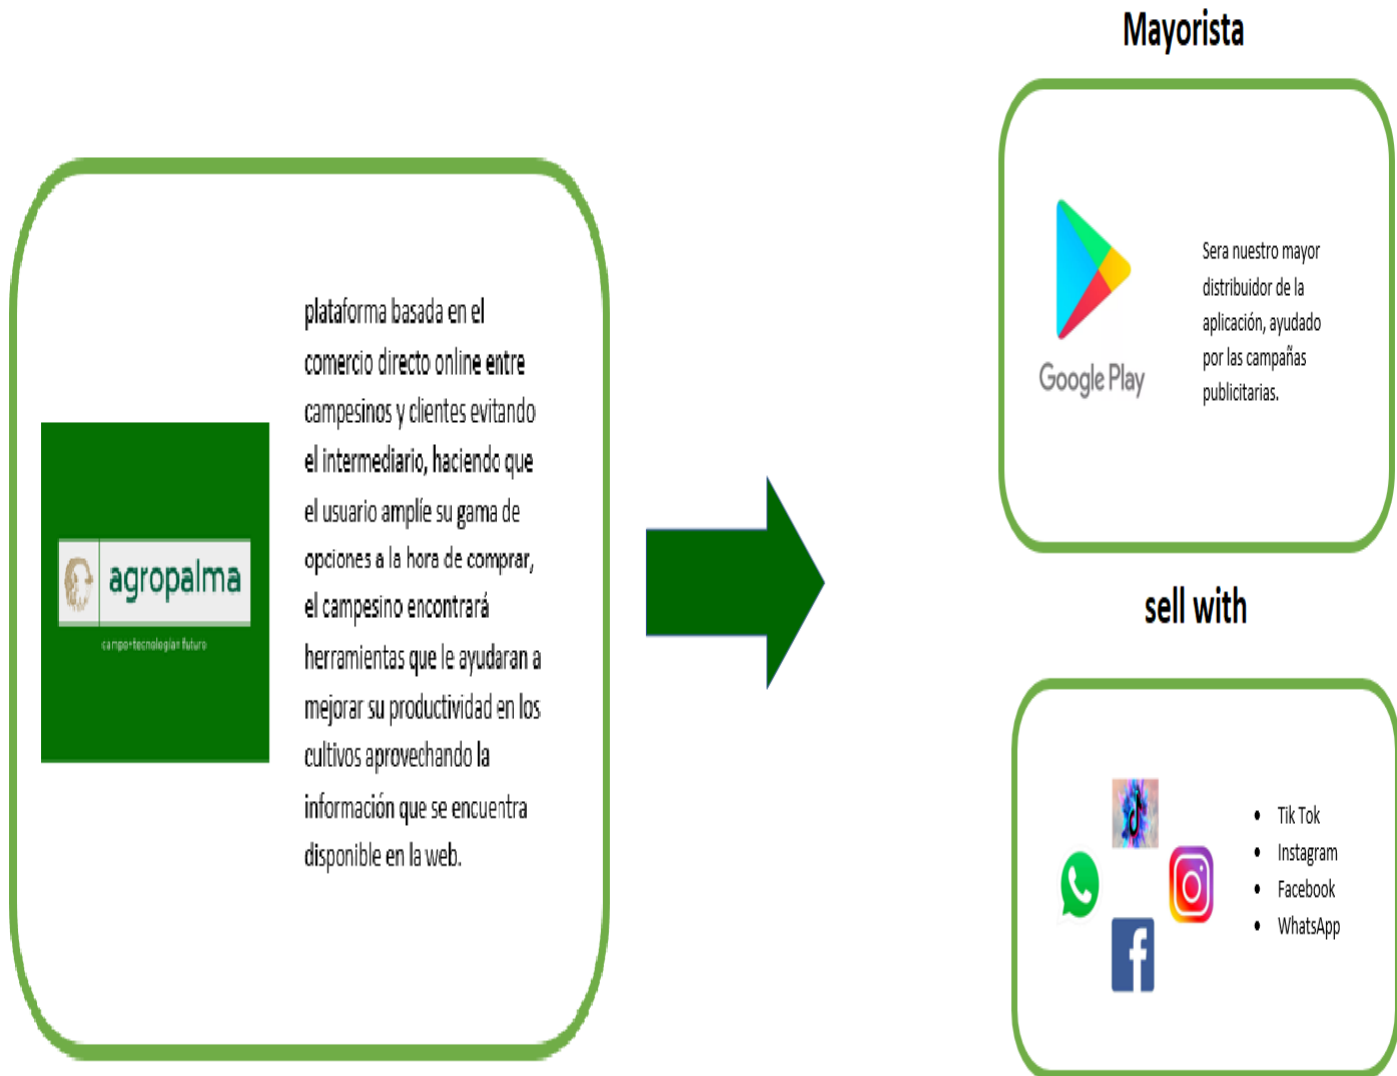 Mayorista
plataforma basada en el
comercio directo online entre
campesinos y clientes evitando
el intermediario, haciendo que
el usuario amplíe su gama de
opciones a la hora de comprar,
el campesino encontrará
herramientas que le ayudaran a
mejorar su productividad en los
cultivos aprovechando la
información que se encuentra
disponible en la web.
agropalma
campo+tecnología=futuro
Google Play
Sera nuestro mayor
distribuidor de la
aplicación, ayudado
por las campañas
publicitarias.
sell with
• Tik Tok
• Instagram
• Facebook
• WhatsApp